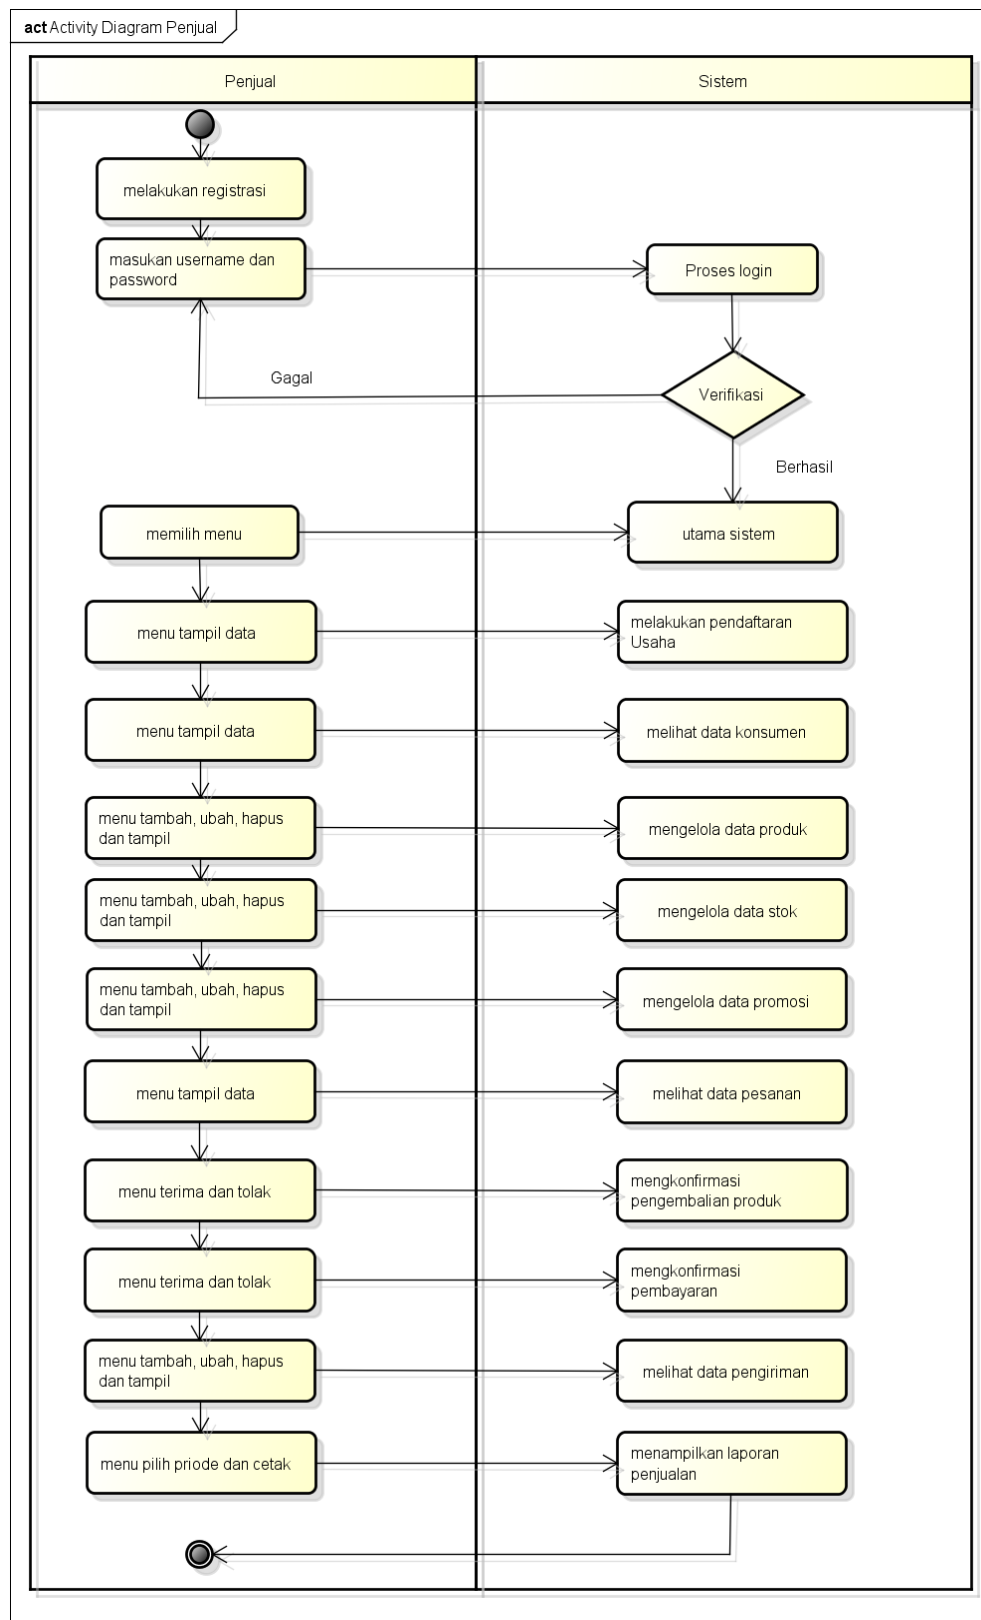 act Activity Diagram Penjual
Penjual
Sistem
melakukan registrasi
masukan username dan
password
Proses login
Gagal
Verifikasi
Berhasil
memilih menu
utama sistem
menu tampil data
melakukan pendaftaran
Usaha
menu tampil data
melihat data konsumen
menu tambah, ubah, hapus
dan tampil
mengelola data produk
menu tambah, ubah, hapus
dan tampil
mengelola data stok
menu tambah, ubah, hapus
dan tampil
mengelola data promosi
menu tampil data
melihat data pesanan
menu terima dan tolak
mengkonfirmasi
pengembalian produk
menu terima dan tolak
mengkonfirmasi
pembayaran
menu tambah, ubah, hapus
dan tampil
melihat data pengiriman
menu pilih priode dan cetak
menampilkan laporan
penjualan